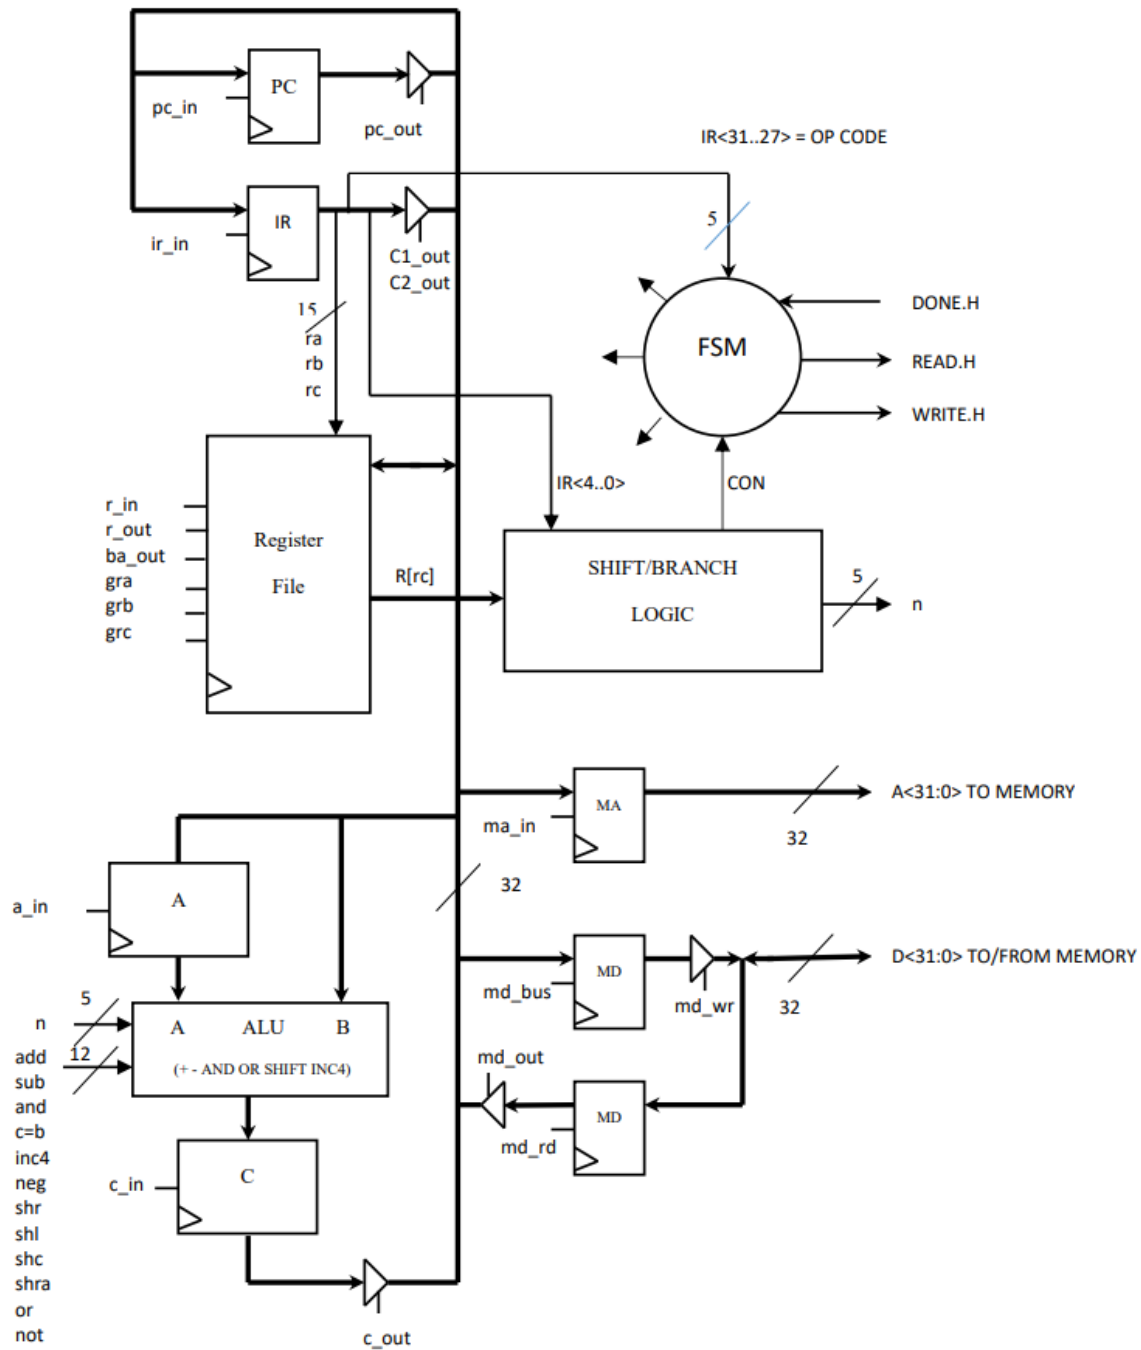 PC
pc_in
pc_out
IR<31..27> = OP CODE
IR
ir_in
C1_out
C2_out
5
15
ra
rb
rc
FSM
DONE.H
READ.H
WRITE.H
IR<4..0>
CON
r_in
r_out
ba_out
gra
grb
grc
Register
File
R[rc]
SHIFT/BRANCH
LOGIC
5
n
MA
ma_in
A<31:0> TO MEMORY
32
32
A
a_in
MD
md_bus
md_wr
D<31:0> TO/FROM MEMORY
32
5
n
A ALU B
(+ - AND OR SHIFT INC4)
12
add
sub
and
c=b
inc4
neg
shr
shl
shc
shra
or
not
md_out
MD
md_rd
C
c_in
c_out